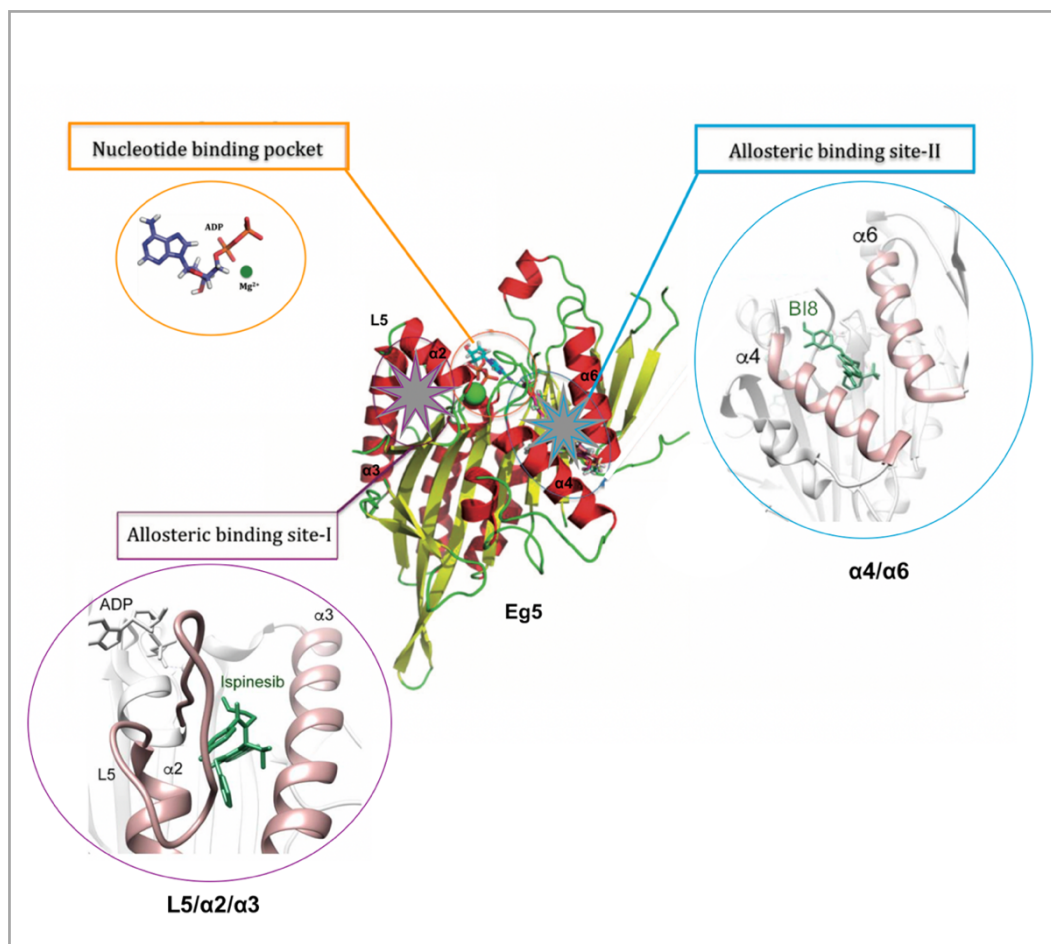 Nucleotide binding pocket
Allosteric binding site-II
ADP
Mg²⁺
α6
BI8
α4
L5
α2
α6
α3
α4
Allosteric binding site-I
α4/α6
Eg5
ADP
α3
Ispinesib
L5
α2
L5/α2/α3